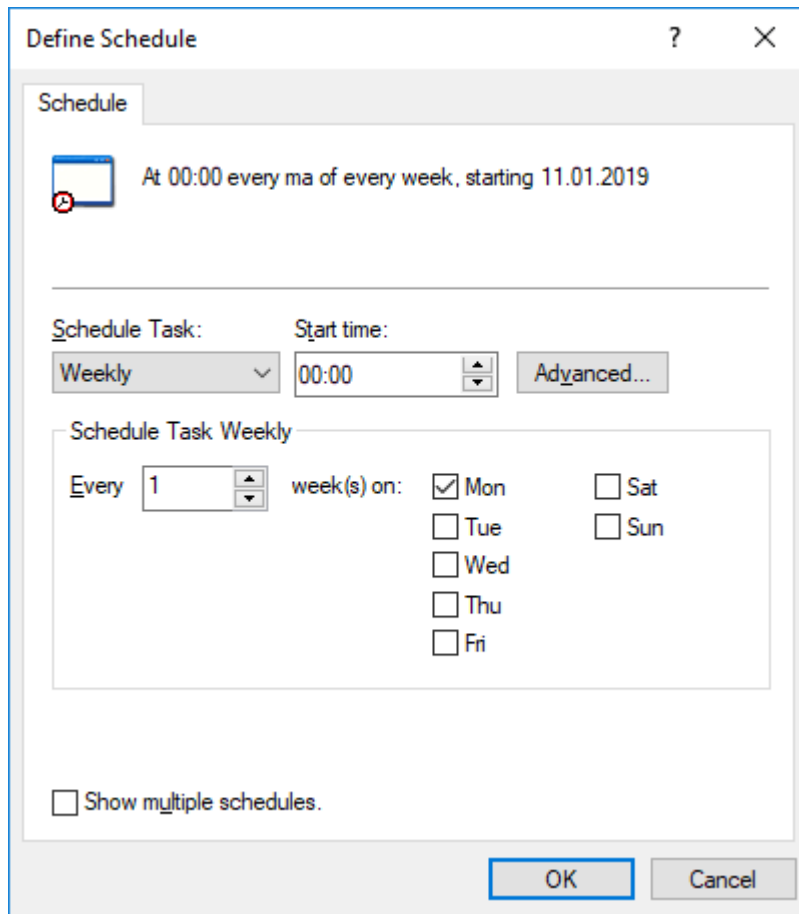 Define Schedule ?
Schedule
At 00:00 every ma of every week, starting 11.01.2019
Schedule Task: Start time:
Weekly 00:00 Advanced...
Schedule Task Weekly
Every 1 week(s) on: Mon Sat
Tue Sun
Wed
Thu
Fri
Show multiple schedules.
OK Cancel